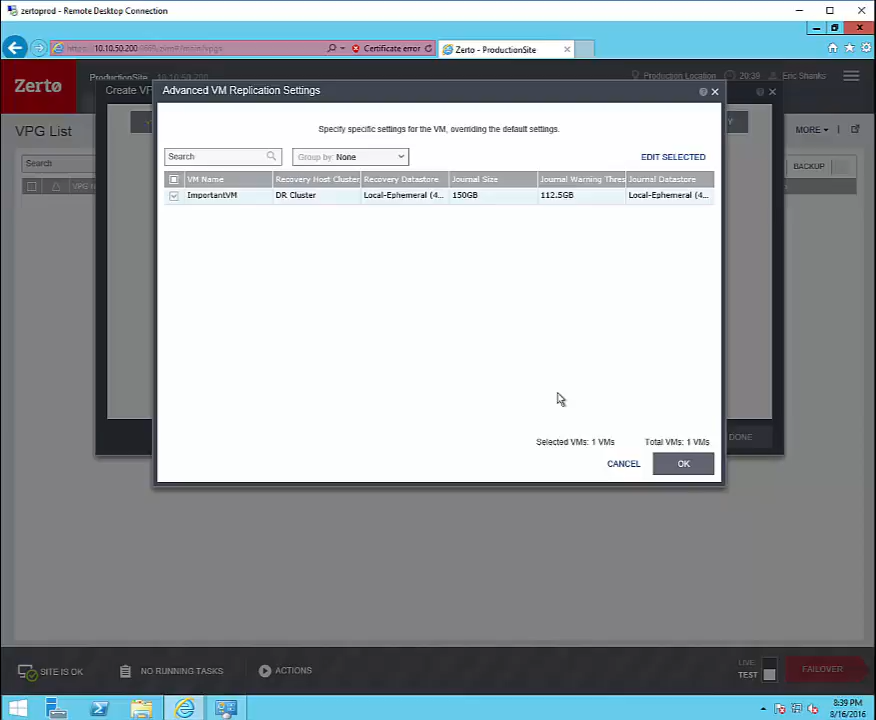 zertoprod - Remote Desktop Connection
10.10.50.200
Certificate error
Zerto - ProductionSite
Zerto
ProductionSite
10.10.50.200
Production Location
20:39
Eric Shanks
Create VP
Advanced VM Replication Settings
VPG List
MORE
Specify specific settings for the VM, overriding the default settings.
Search
Search
Group by: None
EDIT SELECTED
BACKUP
VM Name
Recovery Host Cluster
Recovery Datastore
Journal Size
Journal Warning Thres
Journal Datastore
ImportantVM
DR Cluster
Local-Ephemeral (4...
150GB
112.5GB
Local-Ephemeral (4...
Selected VMs: 1 VMs
Total VMs: 1 VMs
DONE
CANCEL
OK
SITE IS OK
NO RUNNING TASKS
ACTIONS
LIVE
TEST
FAILOVER
8:39 PM
8/16/2016